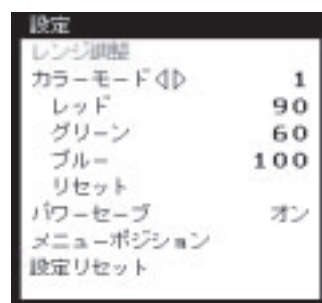 設定
レンジ調整
カラーモード ◁▷ 1
レッド 90
グリーン 60
ブルー 100
リセット
パワーセーブ オン
メニューポジション
設定リセット